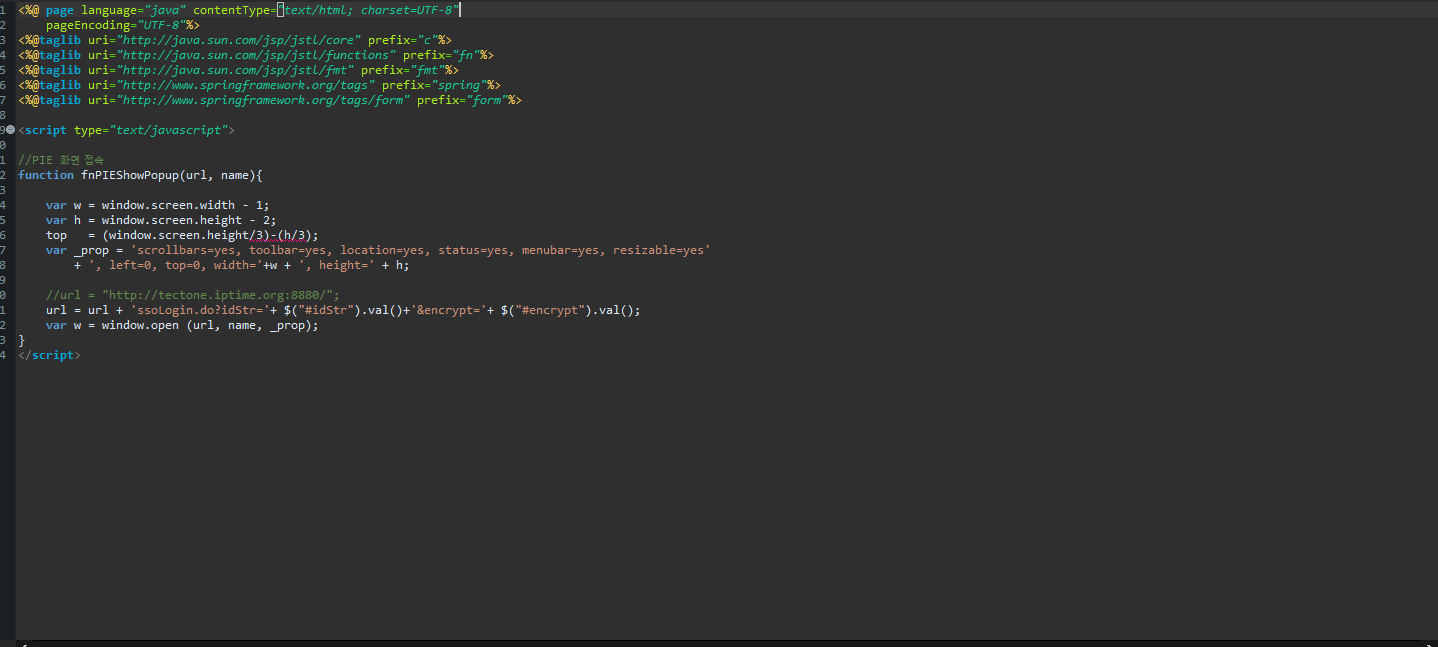 1 <%@ page language="java" contentType="text/html; charset=UTF-8"
2     pageEncoding="UTF-8"%>
3 <%@taglib uri="http://java.sun.com/jsp/jstl/core" prefix="c"%>
4 <%@taglib uri="http://java.sun.com/jsp/jstl/functions" prefix="fn"%>
5 <%@taglib uri="http://java.sun.com/jsp/jstl/fmt" prefix="fmt"%>
6 <%@taglib uri="http://www.springframework.org/tags" prefix="spring"%>
7 <%@taglib uri="http://www.springframework.org/tags/form" prefix="form"%>
8
9 <script type="text/javascript">
0
1 //PIE 화면 접속
2 function fnPIEShowPopup(url, name){
3
4     var w = window.screen.width - 1;
5     var h = window.screen.height - 2;
6     top   = (window.screen.height/3)-(h/3);
7     var _prop = 'scrollbars=yes, toolbar=yes, location=yes, status=yes, menubar=yes, resizable=yes'
8         + ', left=0, top=0, width='+w + ', height=' + h;
9
0     //url = "http://tectone.iptime.org:8880/";
1     url = url + 'ssoLogin.do?idStr='+ $("#idStr").val()+'&encrypt='+ $("#encrypt").val();
2     var w = window.open (url, name, _prop);
3 }
4 </script>